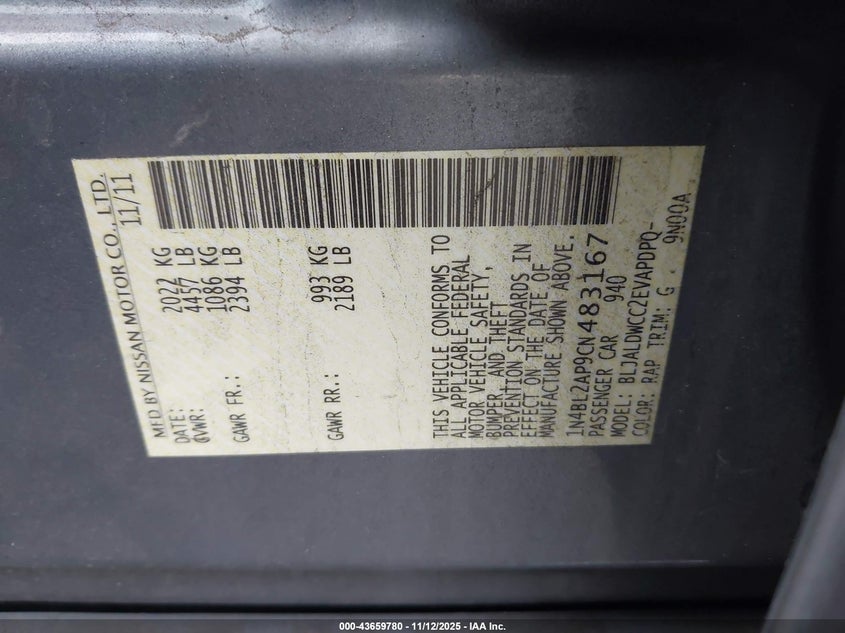 MFD BY NISSAN MOTOR CO., LTD.
DATE: 11/11
GVWR: 2022 KG
4457 LB
GAWR FR.: 1086 KG
2394 LB
GAWR RR.: 993 KG
2189 LB
THIS VEHICLE CONFORMS TO
ALL APPLICABLE FEDERAL
MOTOR VEHICLE SAFETY,
BUMPER AND THEFT
PREVENTION STANDARDS IN
EFFECT ON THE DATE OF
MANUFACTURE SHOWN ABOVE.
1N4BL2AP9CN483167
PASSENGER CAR 940
MODEL: BLJALDWCC2EVAPDPQ-
COLOR: RAP TRIM: G . 9N00A
000-43659780 - 11/12/2025 - IAA Inc.